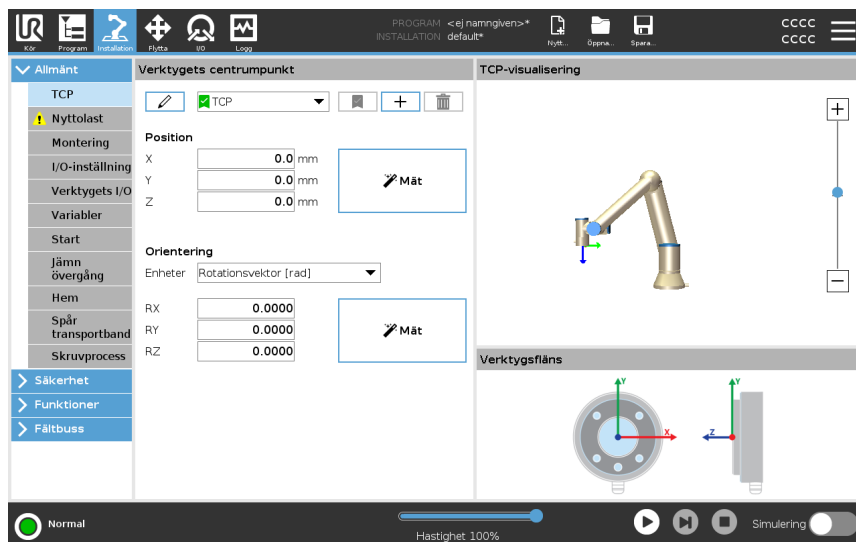 UR
Kör
Program
Installation
Flytta
I/O
Logg
PROGRAM <ej namngiven>*
INSTALLATION default*
Nytt...
Öppna...
Spara...
cccc
cccc
Allmänt
TCP
Nyttolast
Montering
I/O-inställning
Verktygets I/O
Variabler
Start
Jämn
övergång
Hem
Spår
transportband
Skruvprocess
Säkerhet
Funktioner
Fältbuss
Verktygets centrumpunkt
TCP
Position
X 0.0 mm
Y 0.0 mm
Z 0.0 mm
Mät
Orientering
Enheter Rotationsvektor [rad]
RX 0.0000
RY 0.0000
RZ 0.0000
Mät
TCP-visualisering
Verktygsfläns
Y
X
Y
Z
Normal
Hastighet 100%
Simulering